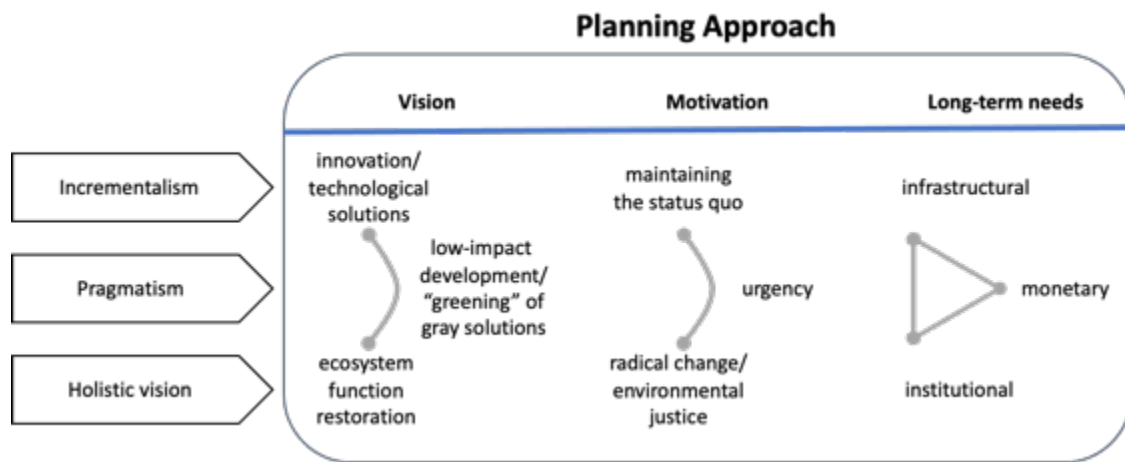 Planning Approach
Vision
Motivation
Long-term needs
Incrementalism
innovation/
technological
solutions
maintaining
the status quo
infrastructural
Pragmatism
low-impact
development/
“greening” of
gray solutions
urgency
monetary
Holistic vision
ecosystem
function
restoration
radical change/
environmental
justice
institutional